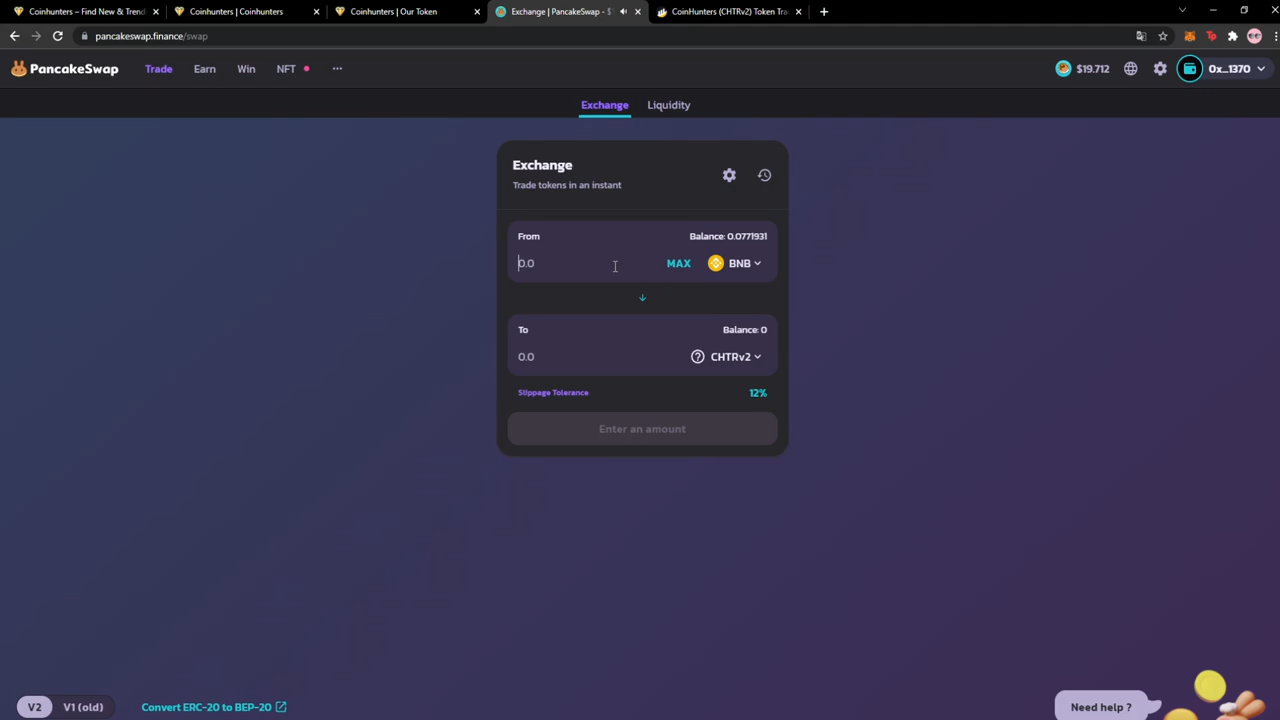 Coinhunters – Find New & Trend
Coinhunters | Coinhunters
Coinhunters | Our Token
Exchange | PancakeSwap - $
CoinHunters (CHTRv2) Token Tra
pancakeswap.finance/swap
PancakeSwap
Trade
Earn
Win
NFT
$19.712
0x...1370
Exchange
Liquidity
Exchange
Trade tokens in an instant
From
Balance: 0.0771931
0.0
MAX
BNB
To
Balance: 0
0.0
CHTRv2
Slippage Tolerance
12%
Enter an amount
V2
V1 (old)
Convert ERC-20 to BEP-20
Need help ?